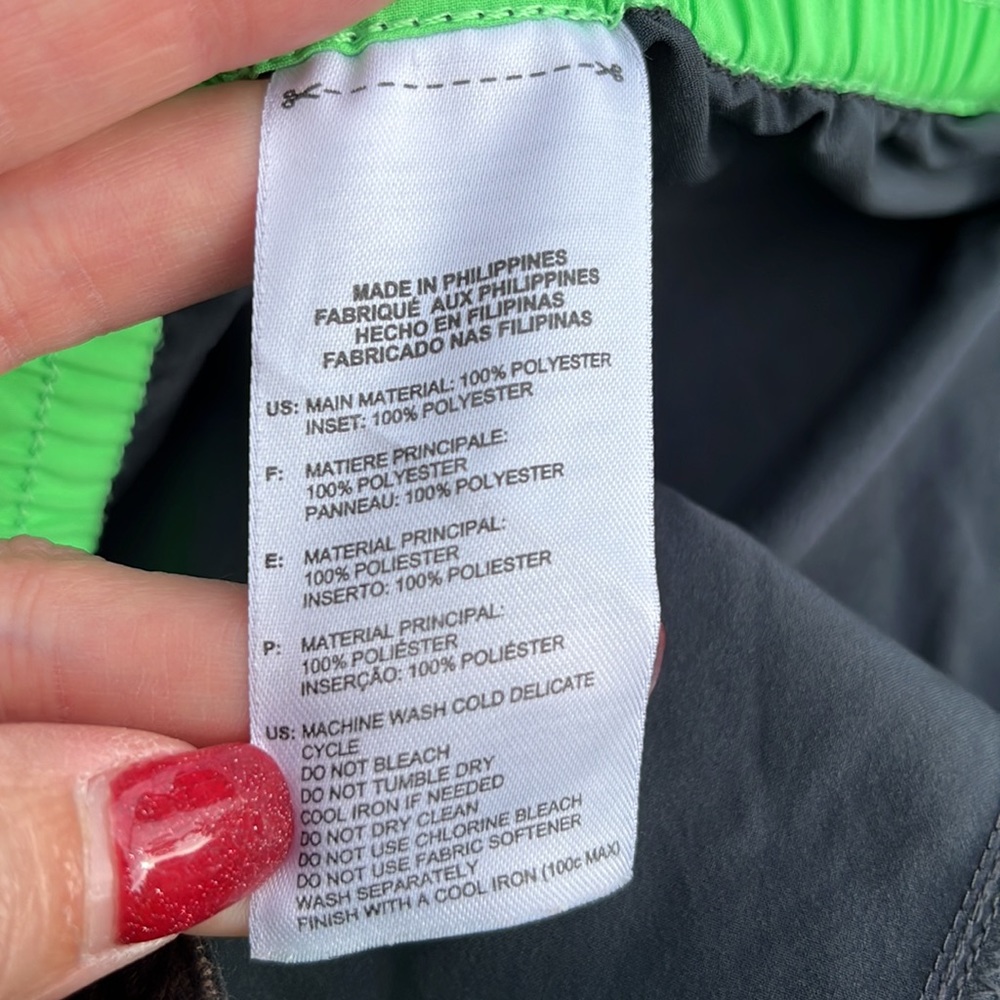 MADE IN PHILIPPINES
FABRIQUÉ AUX PHILIPPINES
HECHO EN FILIPINAS
FABRICADO NAS FILIPINAS
US: MAIN MATERIAL: 100% POLYESTER
INSET: 100% POLYESTER
F: MATIERE PRINCIPALE:
100% POLYESTER
PANNEAU: 100% POLYESTER
E: MATERIAL PRINCIPAL:
100% POLIESTER
INSERTO: 100% POLIESTER
P: MATERIAL PRINCIPAL:
100% POLIÉSTER
INSERÇÃO: 100% POLIÉSTER
US: MACHINE WASH COLD DELICATE
CYCLE
DO NOT BLEACH
DO NOT TUMBLE DRY
COOL IRON IF NEEDED
DO NOT DRY CLEAN
DO NOT USE CHLORINE BLEACH
DO NOT USE FABRIC SOFTENER
WASH SEPARATELY
FINISH WITH A COOL IRON (100c MAX)